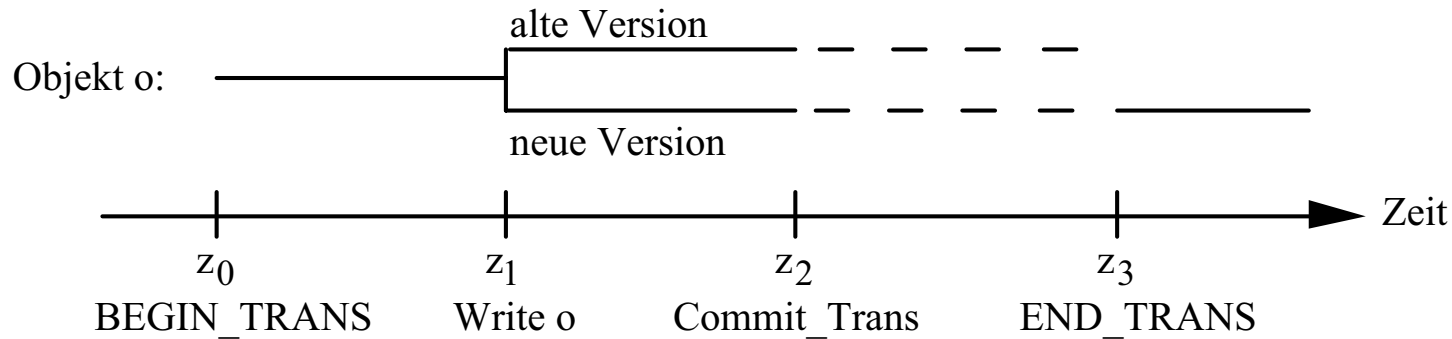 alte Version
Objekt o:
neue Version
Zeit
z0 z1 z2 z3
BEGIN_TRANS Write o Commit_Trans END_TRANS